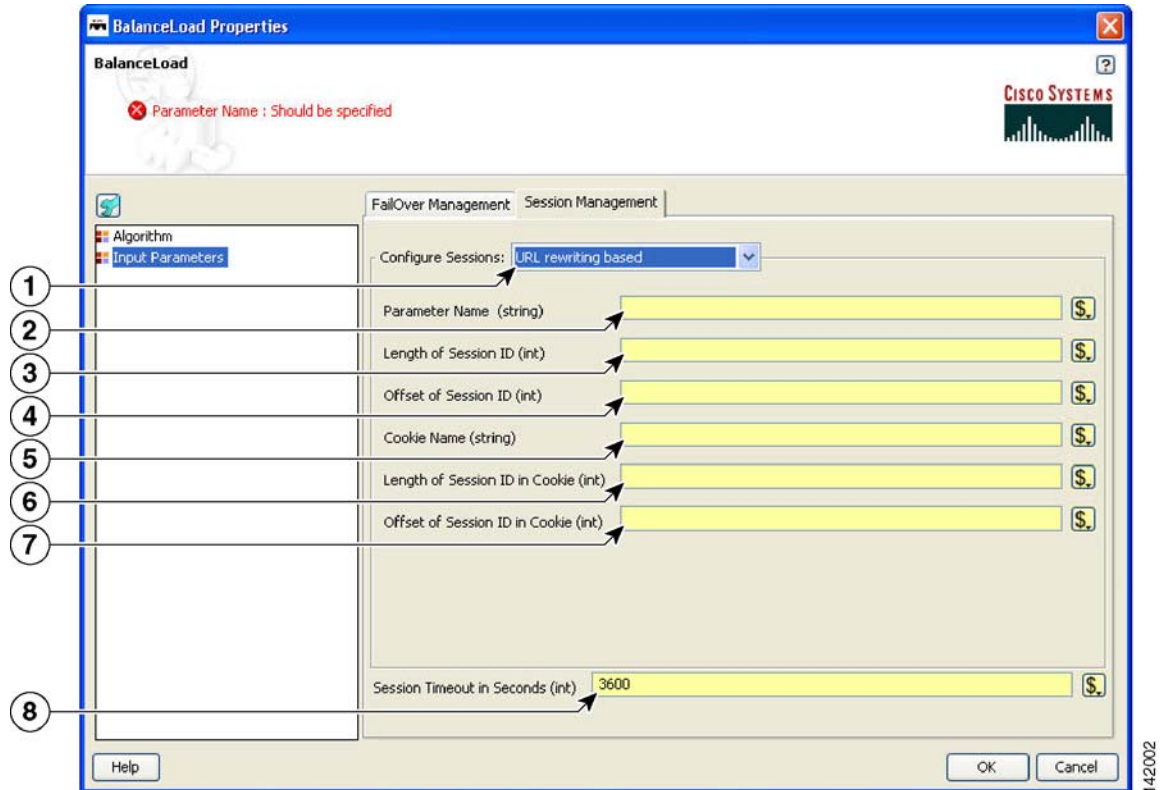 BalanceLoad Properties
BalanceLoad
?
Parameter Name : Should be specified
CISCO SYSTEMS
FailOver Management
Session Management
Algorithm
Input Parameters
Configure Sessions: URL rewriting based
1
Parameter Name (string)
$
2
Length of Session ID (int)
$
3
Offset of Session ID (int)
$
4
Cookie Name (string)
$
5
Length of Session ID in Cookie (int)
$
6
Offset of Session ID in Cookie (int)
$
7
Session Timeout in Seconds (int) 3600
$
8
Help
OK
Cancel
142002